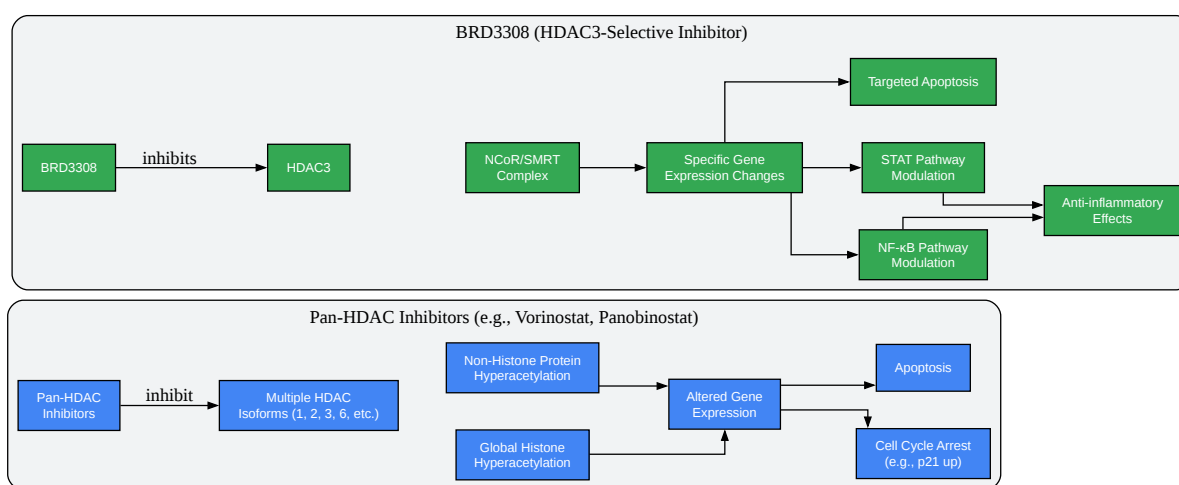 BRD3308 (HDAC3-Selective Inhibitor)
Targeted Apoptosis
BRD3308
inhibits
HDAC3
NCoR/SMRT
Complex
Specific Gene
Expression Changes
STAT Pathway
Modulation
Anti-inflammatory
Effects
NF-κB Pathway
Modulation
Pan-HDAC Inhibitors (e.g., Vorinostat, Panobinostat)
Non-Histone Protein
Hyperacetylation
Apoptosis
Pan-HDAC
Inhibitors
inhibit
Multiple HDAC
Isoforms (1, 2, 3, 6, etc.)
Altered Gene
Expression
Global Histone
Hyperacetylation
Cell Cycle Arrest
(e.g., p21 up)